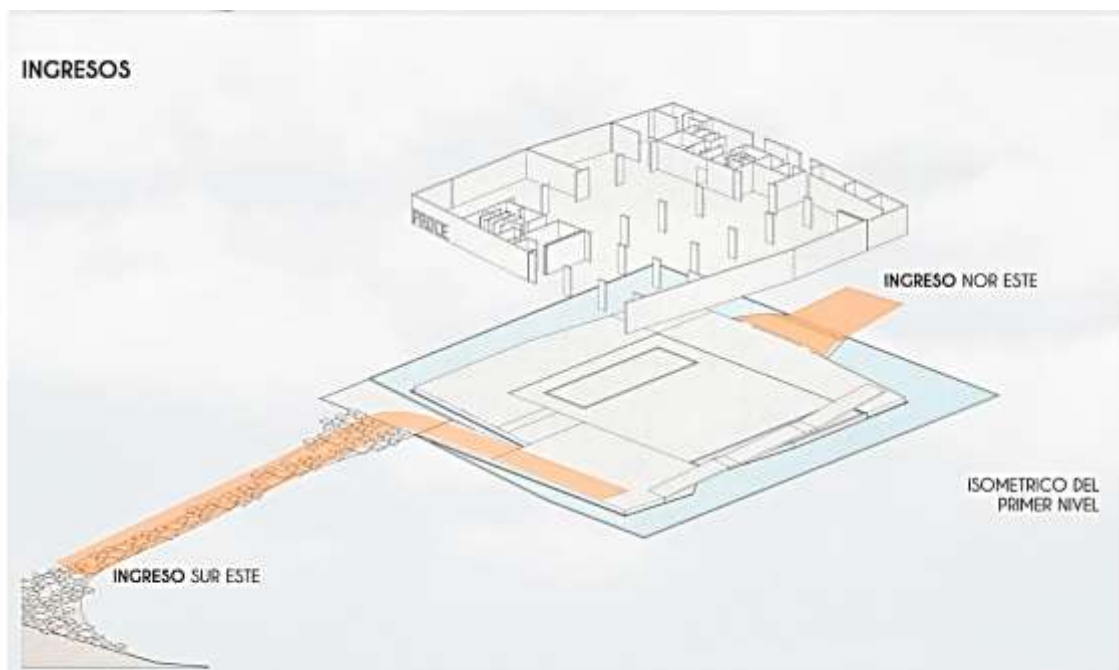 INGRESOS
INGRESO NOR ESTE
ISOMETRICO DEL
PRIMER NIVEL
INGRESO SUR ESTE